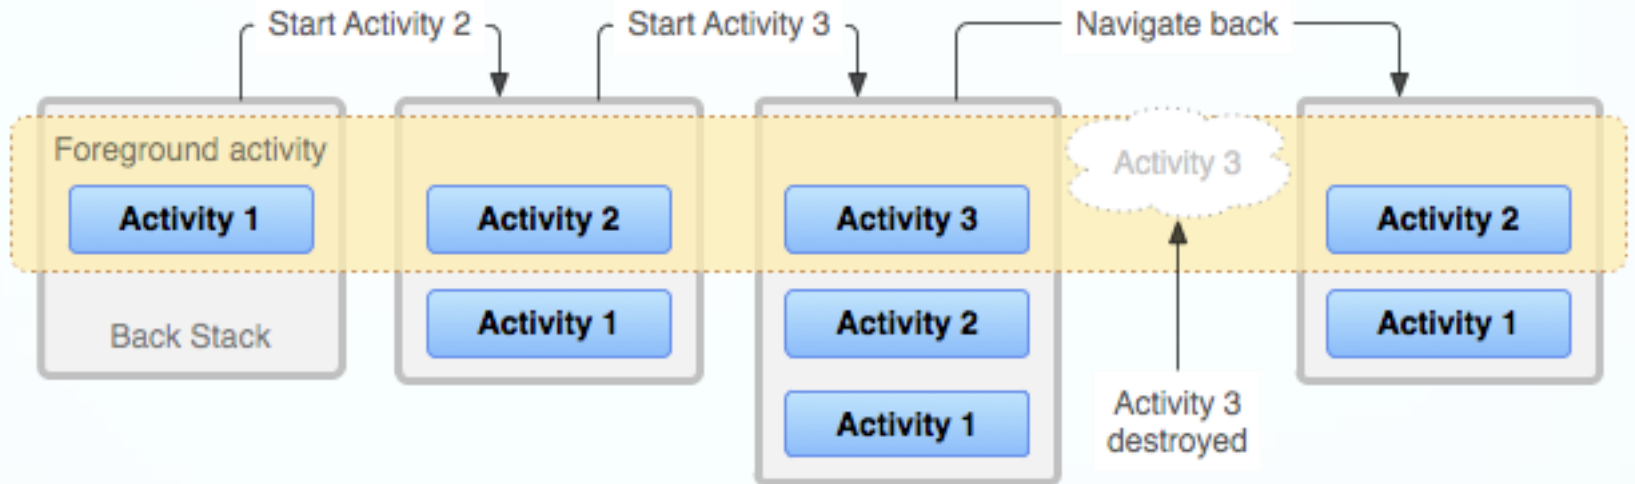 Start Activity 2
Start Activity 3
Navigate back
Foreground activity
Activity 1
Back Stack
Activity 2
Activity 1
Activity 3
Activity 2
Activity 1
Activity 3
Activity 3
destroyed
Activity 2
Activity 1